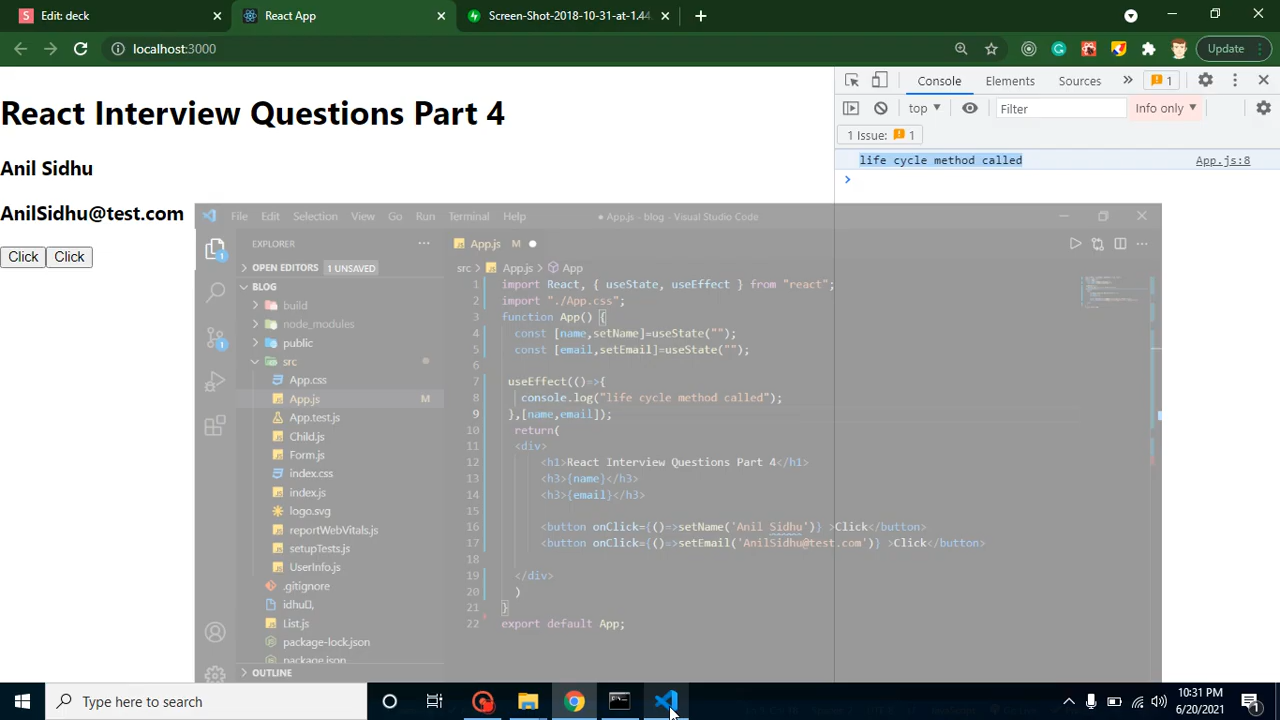 Edit: deck
React App
Screen-Shot-2018-10-31-at-1.44.
localhost:3000
Update
React Interview Questions Part 4
Anil Sidhu
AnilSidhu@test.com
Click Click
Console Elements Sources 1
top Filter Info only
1 Issue: 1
life cycle method called App.js:8
File Edit Selection View Go Run Terminal Help
● App.js - blog - Visual Studio Code
EXPLORER
OPEN EDITORS 1 UNSAVED
BLOG
build
node_modules
public
src
App.css
App.js M
App.test.js
Child.js
Form.js
index.css
index.js
logo.svg
reportWebVitals.js
setupTests.js
UserInfo.js
.gitignore
List.js
package-lock.json
package.json
OUTLINE
App.js M
src > App.js > App
1 import React, { useState, useEffect } from "react";
2 import "./App.css";
3 function App() {
4 const [name,setName]=useState("");
5 const [email,setEmail]=useState("");
6
7 useEffect(()=>{
8 console.log("life cycle method called");
9 },[name,email]);
10 return(
11 <div>
12 <h1>React Interview Questions Part 4</h1>
13 <h3>{name}</h3>
14 <h3>{email}</h3>
15
16 <button onClick={()=>setName('Anil Sidhu')} >Click</button>
17 <button onClick={()=>setEmail('AnilSidhu@test.com')} >Click</button>
18
19 </div>
20 )
21 }
22 export default App;
Type here to search
10:31 PM
6/20/2021
1